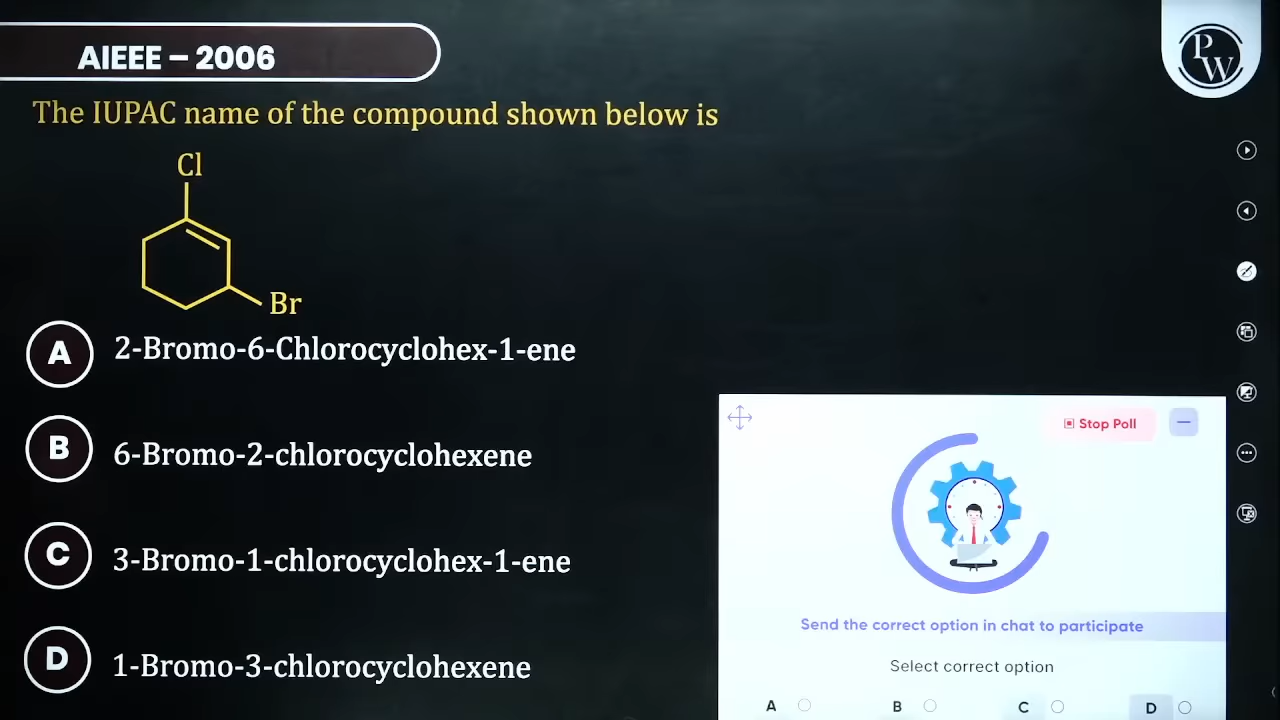 AIEEE – 2006
PW
The IUPAC name of the compound shown below is
Cl
Br
A 2-Bromo-6-Chlorocyclohex-1-ene
B 6-Bromo-2-chlorocyclohexene
C 3-Bromo-1-chlorocyclohex-1-ene
D 1-Bromo-3-chlorocyclohexene
Stop Poll
Send the correct option in chat to participate
Select correct option
A B C D